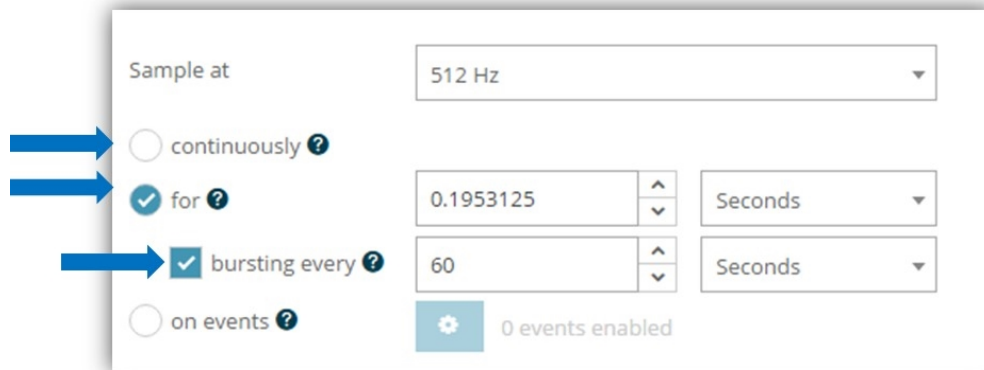 Sample at 512 Hz
continuously ?
for ? 0.1953125 Seconds
bursting every ? 60 Seconds
on events ? 0 events enabled